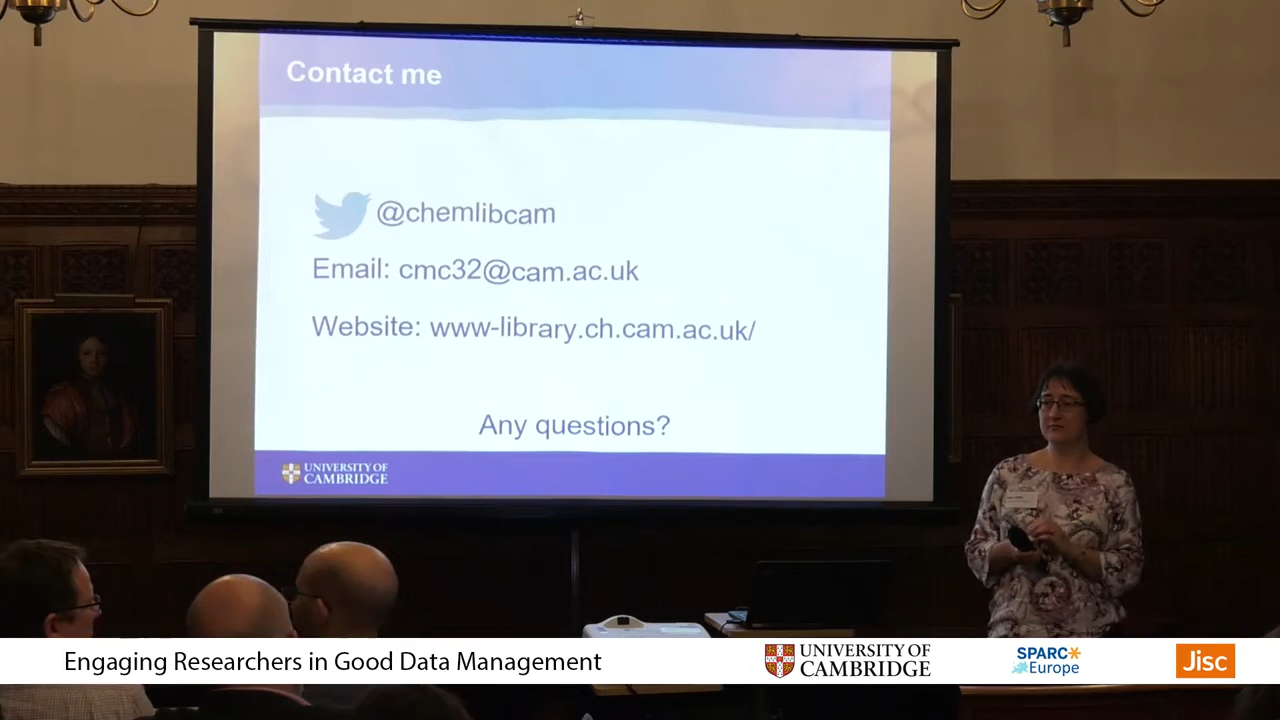 Contact me
@chemlibcam
Email: cmc32@cam.ac.uk
Website: www-library.ch.cam.ac.uk/
Any questions?
UNIVERSITY OF
CAMBRIDGE
Engaging Researchers in Good Data Management
UNIVERSITY OF
CAMBRIDGE
SPARC
Europe
Jisc